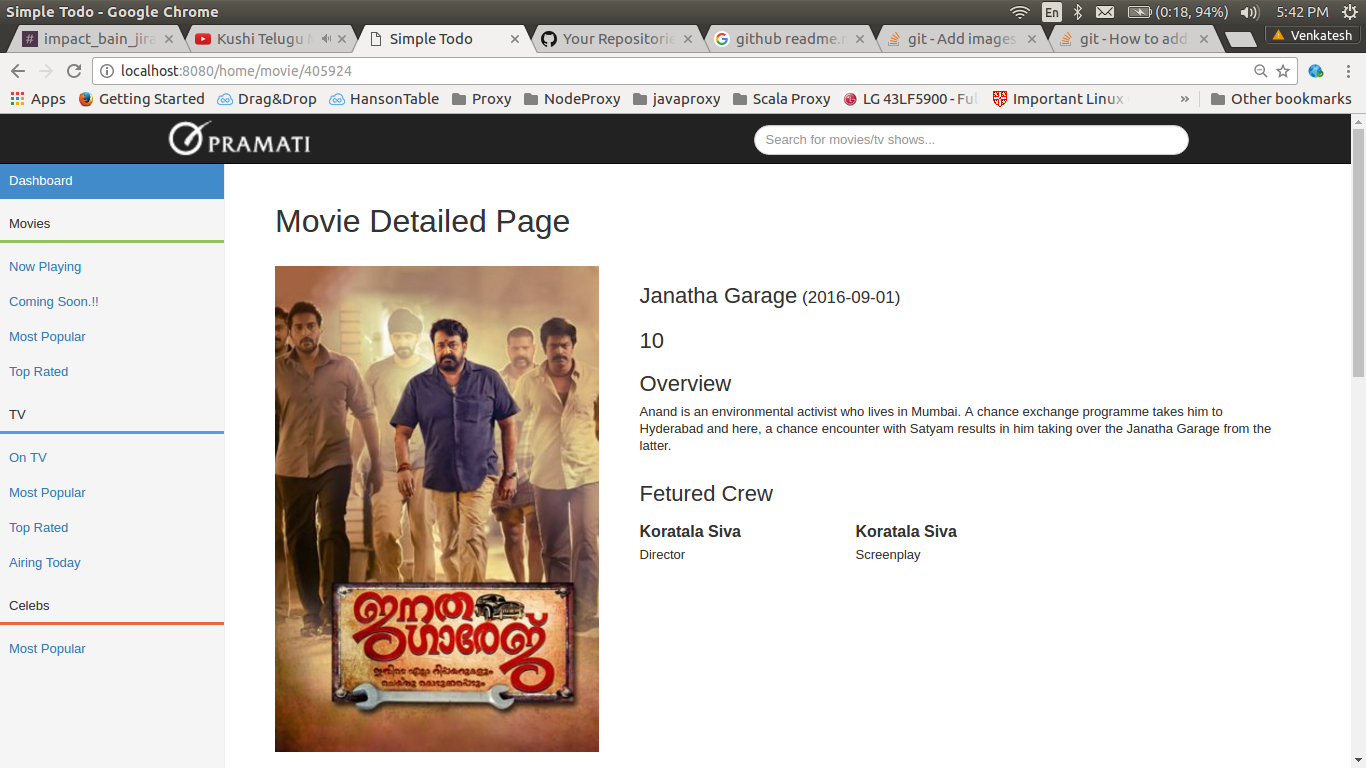 Simple Todo - Google Chrome
En
(0:18, 94%)
5:42 PM
# impact_bain_jira
Kushi Telugu
Simple Todo
Your Repositorie
github readme.m
git - Add images
git - How to add
Venkatesh
localhost:8080/home/movie/405924
Apps
Getting Started
Drag&Drop
HansonTable
Proxy
NodeProxy
javaproxy
Scala Proxy
LG 43LF5900 - Ful
Important Linux
»
Other bookmarks
PRAMATI
Search for movies/tv shows...
Dashboard
Movies
Now Playing
Coming Soon.!!
Most Popular
Top Rated
TV
On TV
Most Popular
Top Rated
Airing Today
Celebs
Most Popular
Movie Detailed Page
ജനത
ഗാരേജ്
ഇവിടെ എല്ലാ റിപ്പയറുകളും
ചെയ്തു കൊടുക്കപ്പെടും
Janatha Garage (2016-09-01)
10
Overview
Anand is an environmental activist who lives in Mumbai. A chance exchange programme takes him to
Hyderabad and here, a chance encounter with Satyam results in him taking over the Janatha Garage from the
latter.
Fetured Crew
Koratala Siva
Director
Koratala Siva
Screenplay